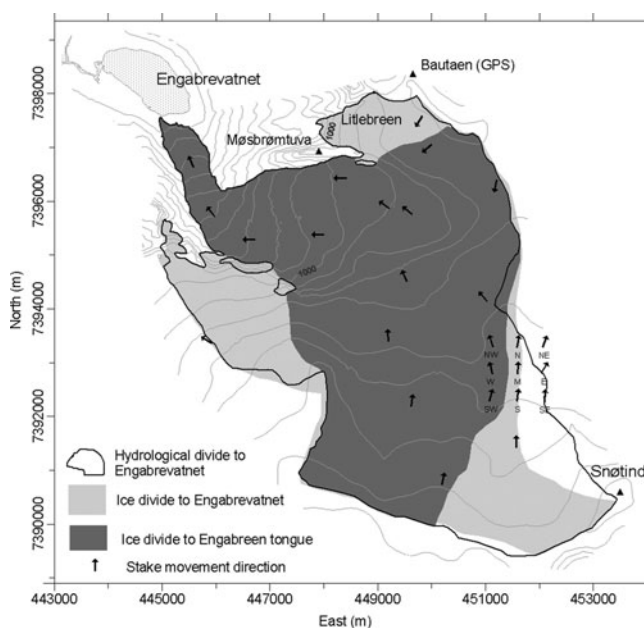 Engabrevatnet
Bautaen (GPS)
Litlebreen
1000
Møsbrømtuva
1000
NW N NE
W M E
SW S SE
Snøtind
Hydrological divide to
Engabrevatnet
Ice divide to Engabrevatnet
Ice divide to Engabreen tongue
Stake movement direction
7398000
7396000
7394000
7392000
7390000
North (m)
443000 445000 447000 449000 451000 453000
East (m)